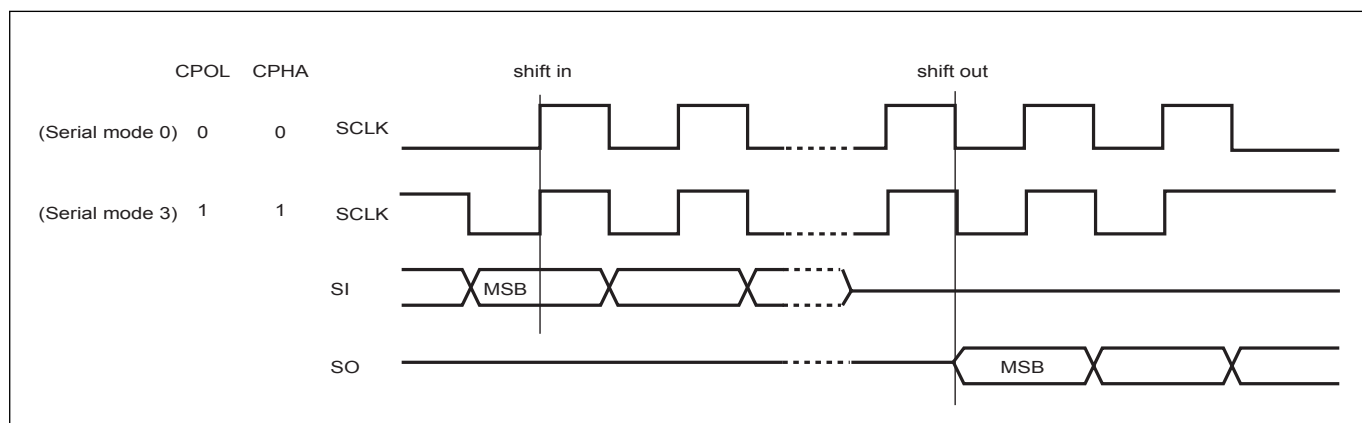 CPOL CPHA shift in shift out
(Serial mode 0) 0 0 SCLK
(Serial mode 3) 1 1 SCLK
SI MSB
SO MSB